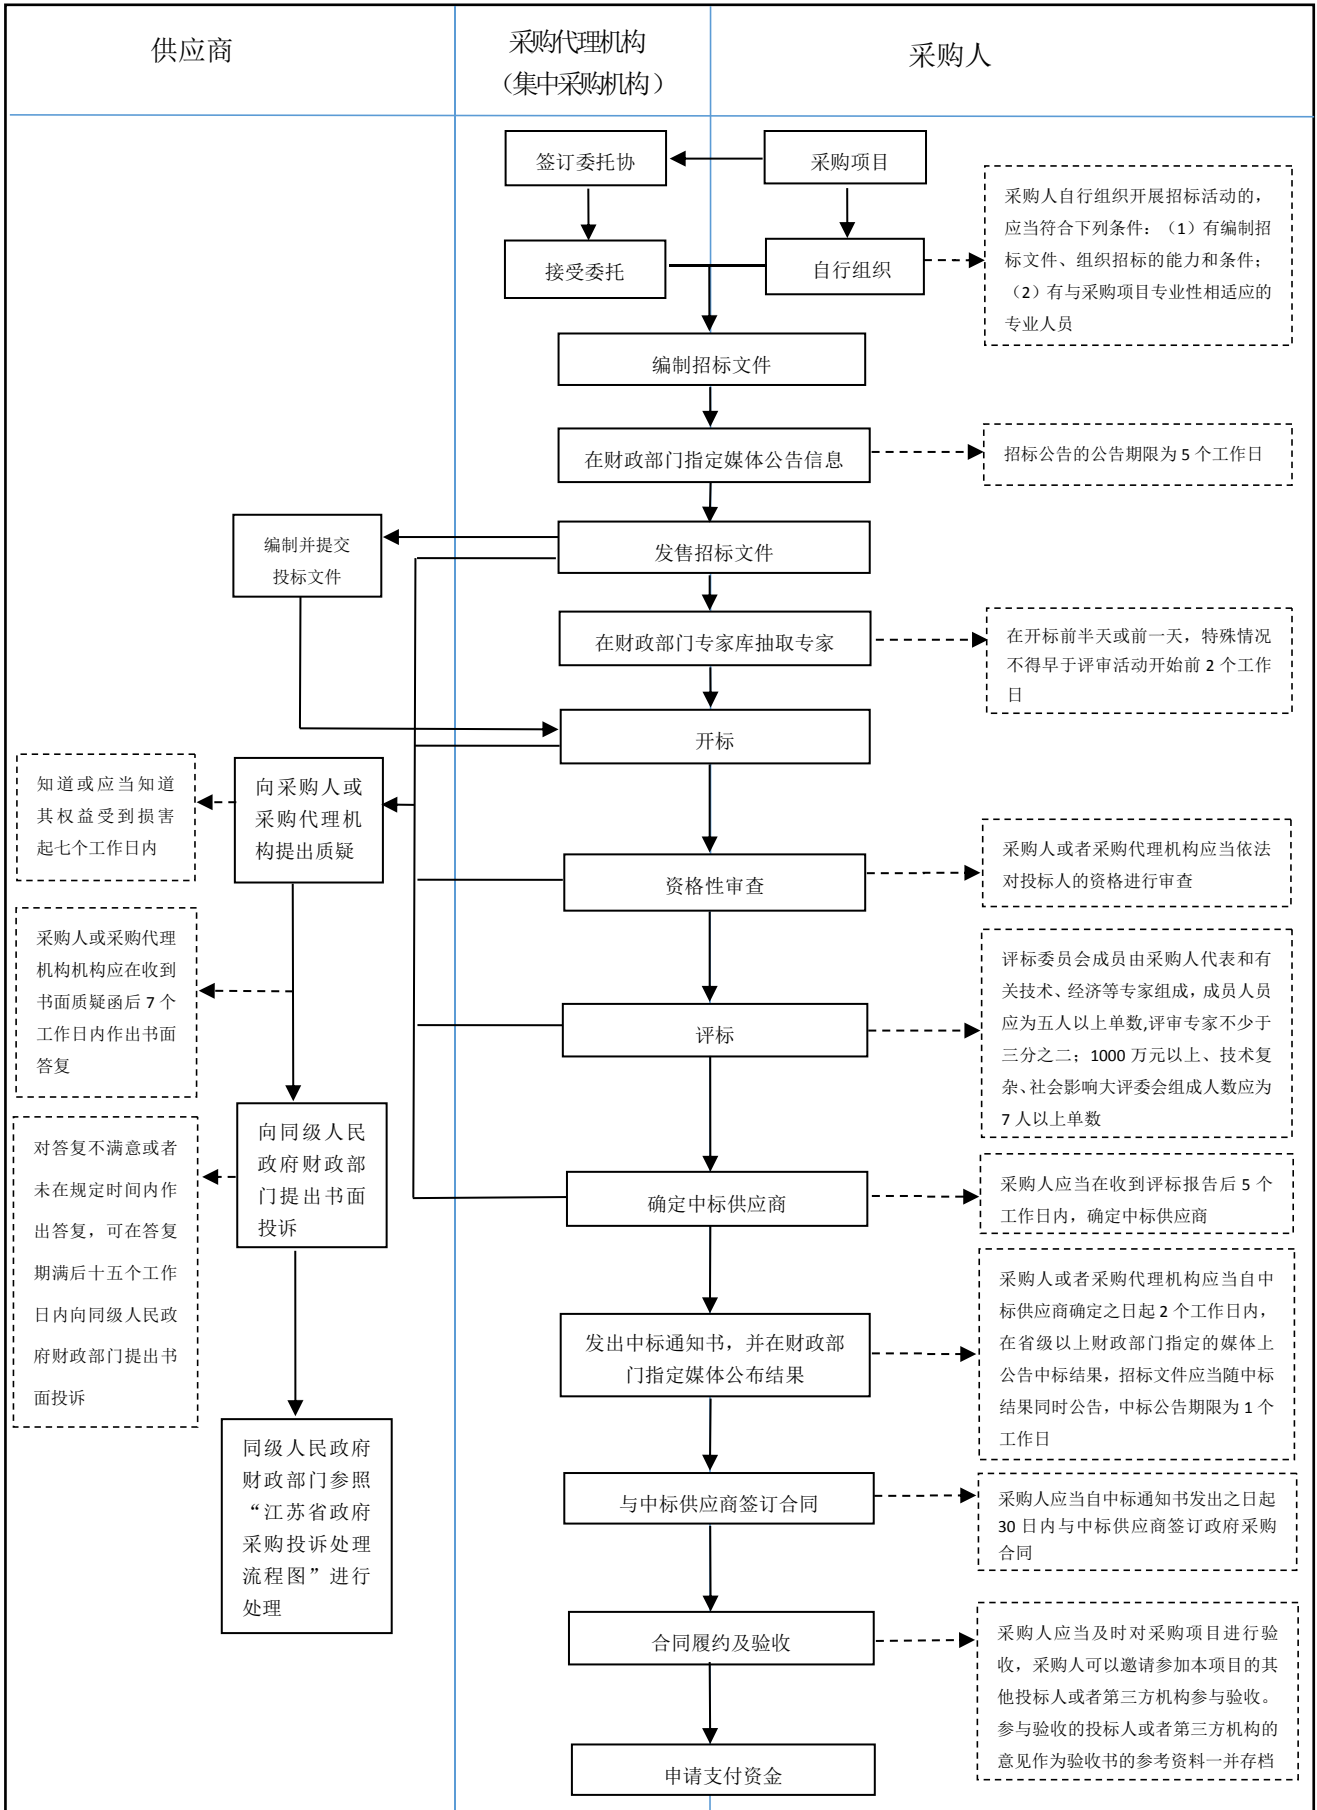 供应商
采购代理机构
（集中采购机构）
采购人
签订委托协
采购项目
接受委托
自行组织
采购人自行组织开展招标活动的，
应当符合下列条件：（1）有编制招
标文件、组织招标的能力和条件；
（2）有与采购项目专业性相适应的
专业人员
编制招标文件
在财政部门指定媒体公告信息
招标公告的公告期限为 5 个工作日
发售招标文件
编制并提交
投标文件
在财政部门专家库抽取专家
在开标前半天或前一天，特殊情况
不得早于评审活动开始前 2 个工作
日
开标
知道或应当知道
其权益受到损害
起七个工作日内
向采购人或
采购代理机
构提出质疑
资格性审查
采购人或者采购代理机构应当依法
对投标人的资格进行审查
采购人或采购代理
机构机构应在收到
书面质疑函后 7 个
工作日内作出书面
答复
评标
评标委员会成员由采购人代表和有
关技术、经济等专家组成，成员人员
应为五人以上单数,评审专家不少于
三分之二；1000 万元以上、技术复
杂、社会影响大评委会组成人数应为
7 人以上单数
对答复不满意或者
未在规定时间内作
出答复，可在答复
期满后十五个工作
日内向同级人民政
府财政部门提出书
面投诉
向同级人民
政府财政部
门提出书面
投诉
确定中标供应商
采购人应当在收到评标报告后 5 个
工作日内，确定中标供应商
发出中标通知书，并在财政部
门指定媒体公布结果
采购人或者采购代理机构应当自中
标供应商确定之日起 2 个工作日内，
在省级以上财政部门指定的媒体上
公告中标结果，招标文件应当随中标
结果同时公告，中标公告期限为 1 个
工作日
同级人民政府
财政部门参照
“江苏省政府
采购投诉处理
流程图”进行
处理
与中标供应商签订合同
采购人应当自中标通知书发出之日起
30 日内与中标供应商签订政府采购
合同
合同履约及验收
采购人应当及时对采购项目进行验
收，采购人可以邀请参加本项目的其
他投标人或者第三方机构参与验收。
参与验收的投标人或者第三方机构的
意见作为验收书的参考资料一并存档
申请支付资金